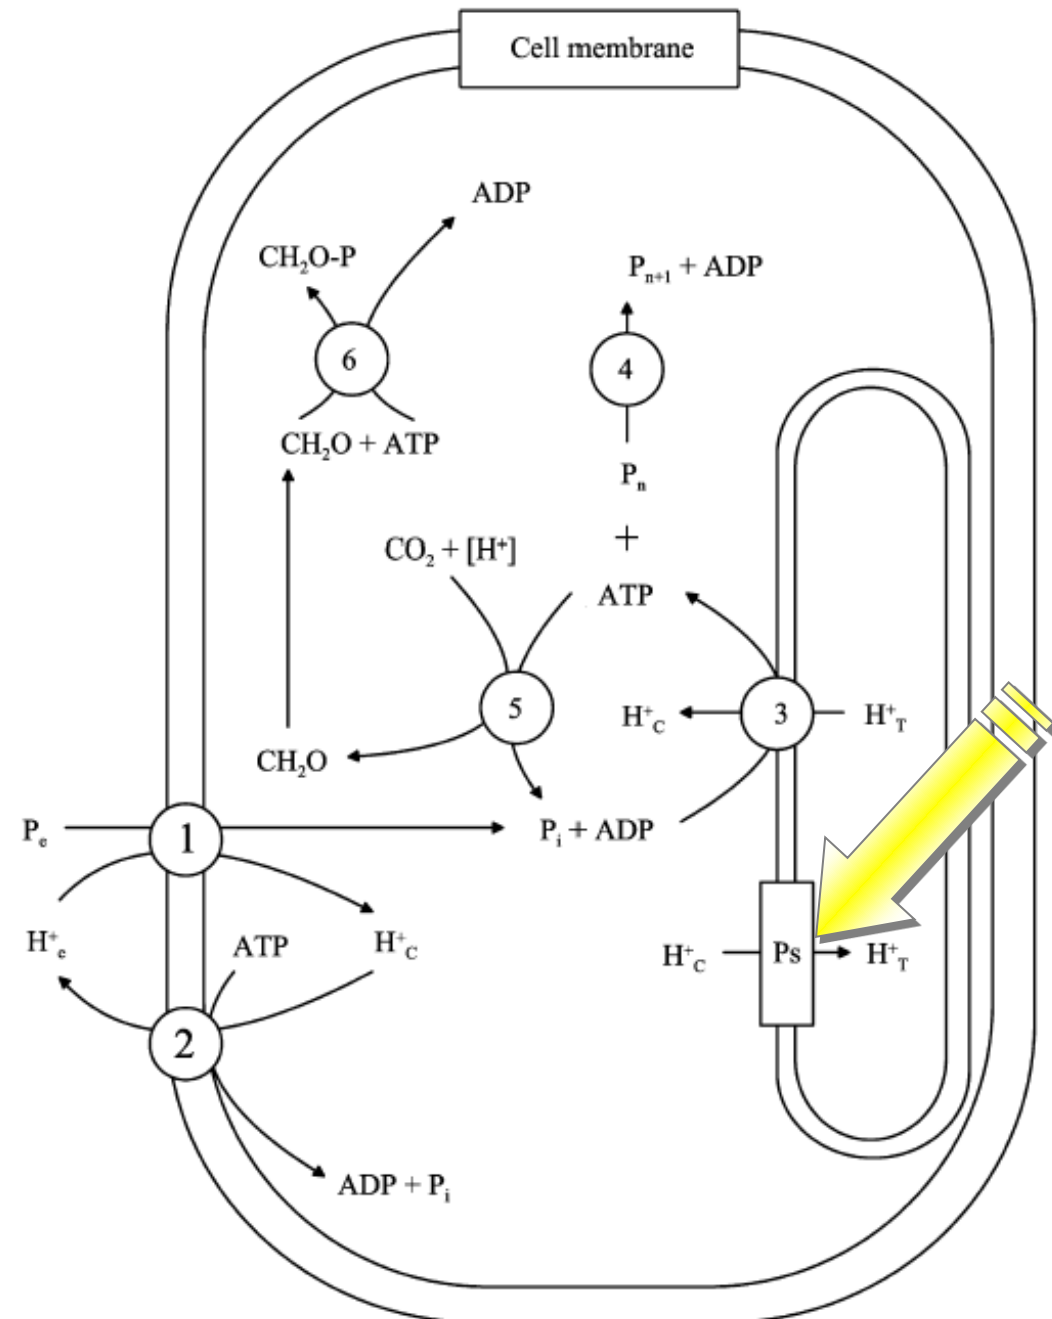 Cell membrane
ADP
CH₂O-P
Pₙ₊₁ + ADP
6
4
CH₂O + ATP
Pₙ
+
CO₂ + [H⁺]
ATP
5
H⁺C
3
H⁺T
CH₂O
Pₑ
1
Pᵢ + ADP
H⁺ₑ
ATP
H⁺C
H⁺C
Ps
H⁺T
2
ADP + Pᵢ